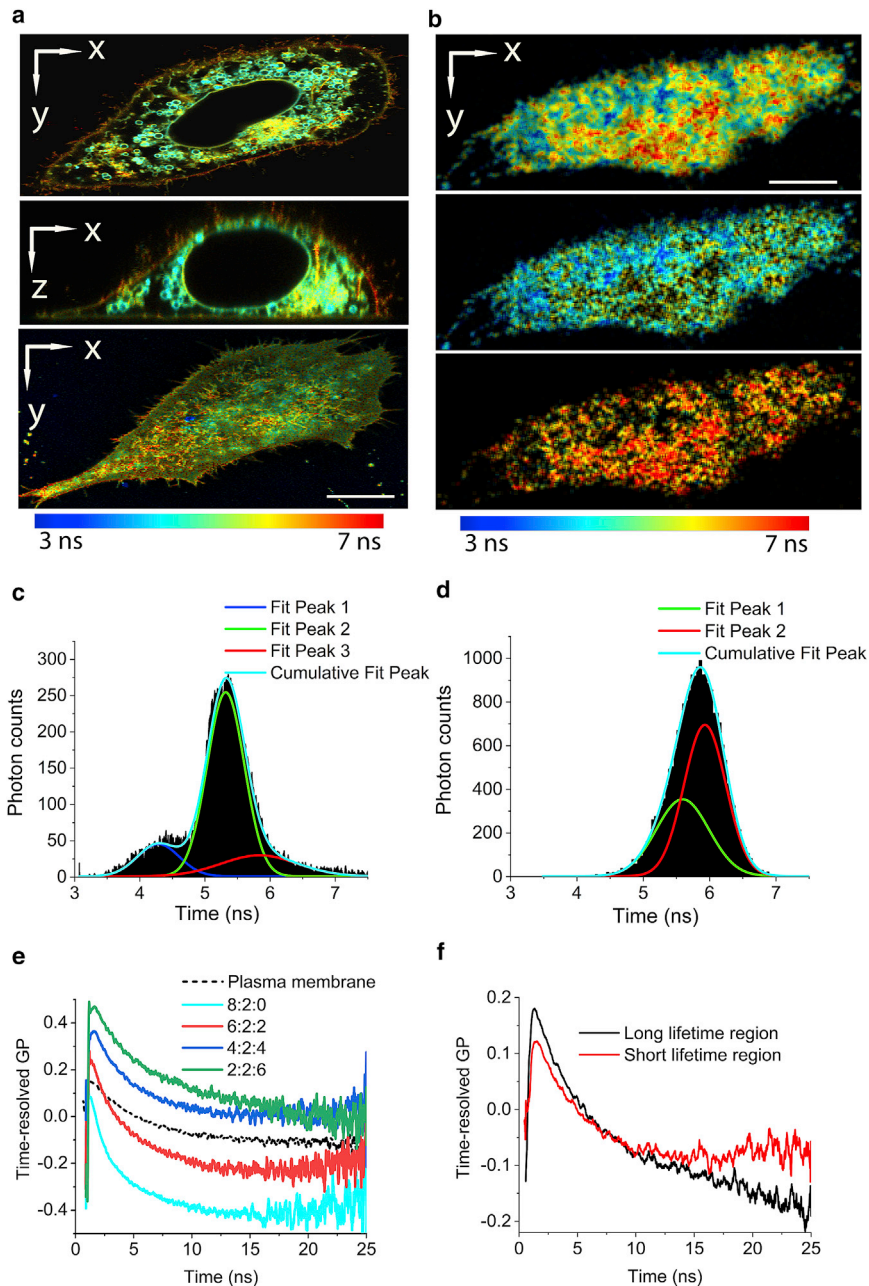 a
x
y
x
z
x
y
3 ns 7 ns
b
x
y
3 ns 7 ns
c
Fit Peak 1
Fit Peak 2
Fit Peak 3
Cumulative Fit Peak
Photon counts
300
250
200
150
100
50
0
3 4 5 6 7
Time (ns)
d
Fit Peak 1
Fit Peak 2
Cumulative Fit Peak
Photon counts
1000
800
600
400
200
0
3 4 5 6 7
Time (ns)
e
Plasma membrane
8:2:0
6:2:2
4:2:4
2:2:6
Time-resolved GP
0.4
0.2
0.0
-0.2
-0.4
0 5 10 15 20 25
Time (ns)
f
Long lifetime region
Short lifetime region
Time-resolved GP
0.2
0.1
0.0
-0.1
-0.2
0 5 10 15 20 25
Time (ns)